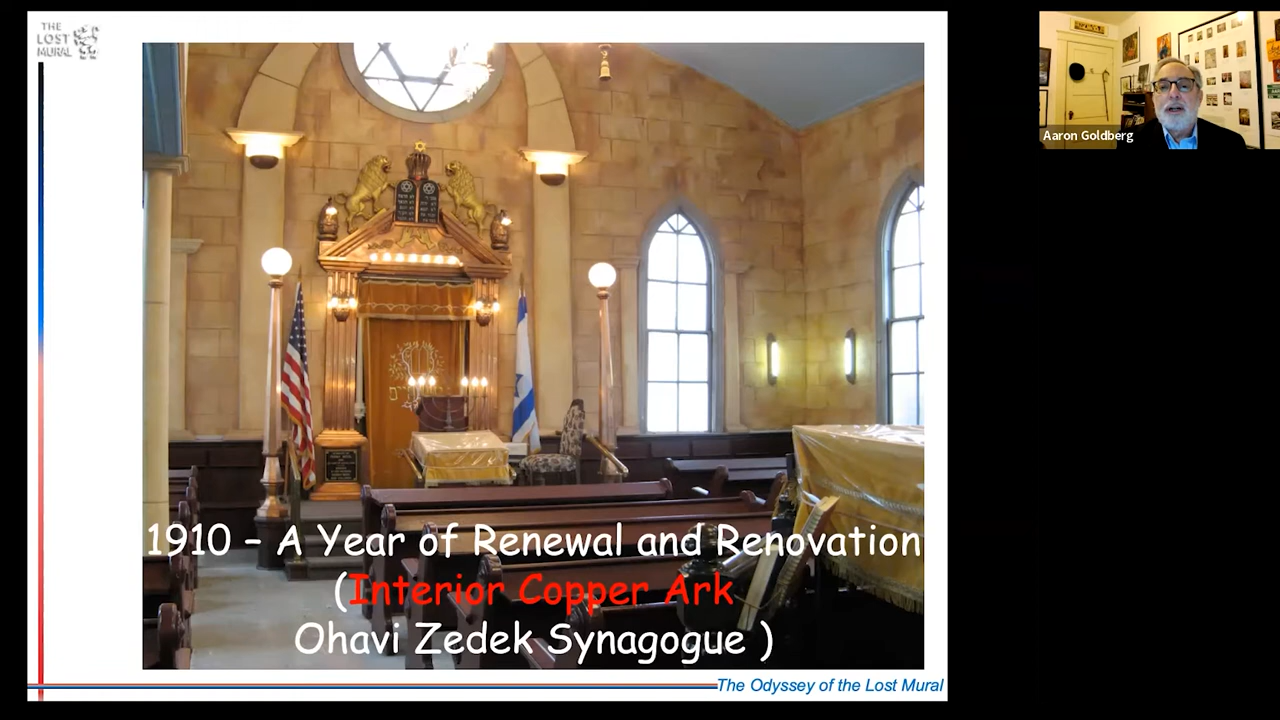 THE
LOST
MURAL
Aaron Goldberg
1910 – A Year of Renewal and Renovation
(Interior Copper Ark
Ohavi Zedek Synagogue )
The Odyssey of the Lost Mural